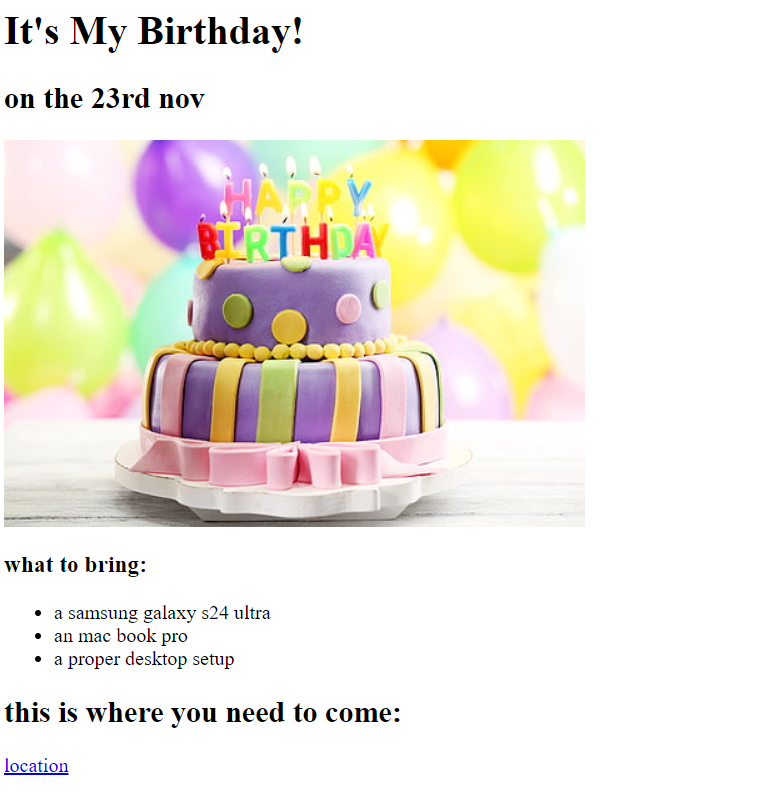 It's My Birthday!
on the 23rd nov
HAPPY
BIRTHDAY
what to bring:
a samsung galaxy s24 ultra
an mac book pro
a proper desktop setup
this is where you need to come:
location